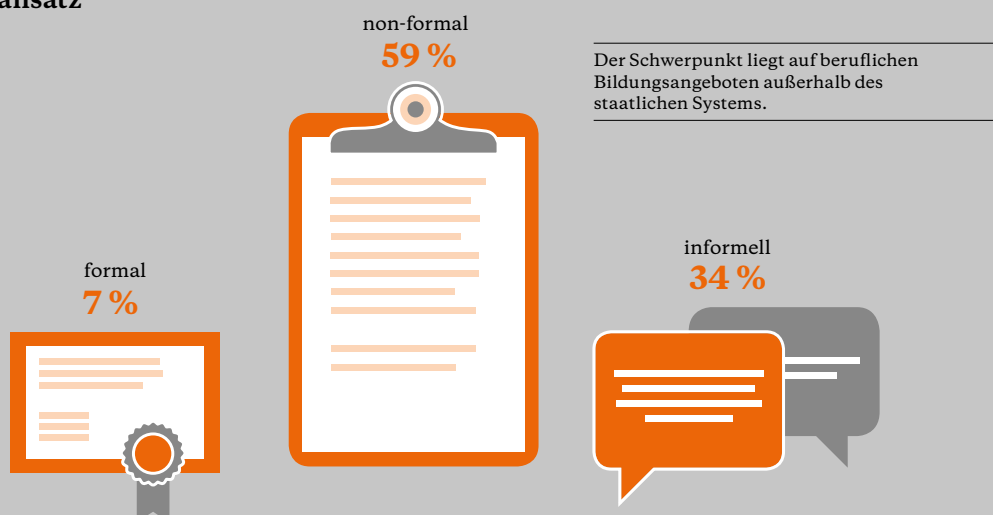 non-formal
59 %
Der Schwerpunkt liegt auf beruflichen
Bildungsangeboten außerhalb des
staatlichen Systems.
formal
7 %
informell
34 %